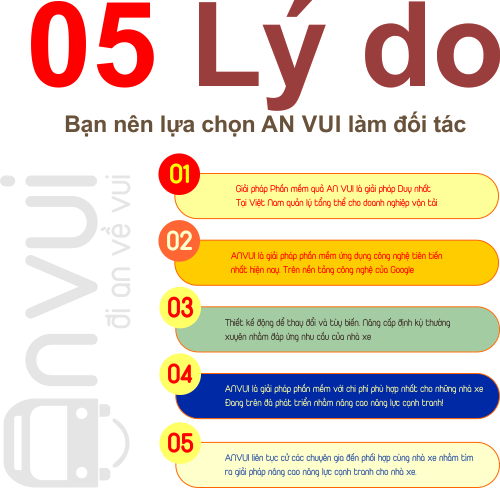 05 Lý do
Bạn nên lựa chọn AN VUI làm đối tác
anvui
đi an về vui
01
Giải pháp Phần mềm quả AN VUI là giải pháp Duy nhất
Tại Việt Nam quản lý tổng thể cho doanh nghiệp vận tải
02
ANVUI là giải pháp phần mềm ứng dụng công nghệ tiên tiến
nhất hiện nay. Trên nền tảng công nghệ của Google
03
Thiết kế động dể thay đổi và tùy biến. Nâng cấp định kỳ thường
xuyên nhằm đáp ứng nhu cầu của nhà xe
04
ANVUI là giải pháp phần mềm với chi phí phù hợp nhất cho những nhà xe
Đang trên đà phát triển nhằm nâng cao năng lực cạnh tranh!
05
ANVUI liên tục cử các chuyên gia đến phối hợp cùng nhà xe nhằm tìm
ra giải pháp nâng cao năng lực cạnh tranh cho nhà xe.